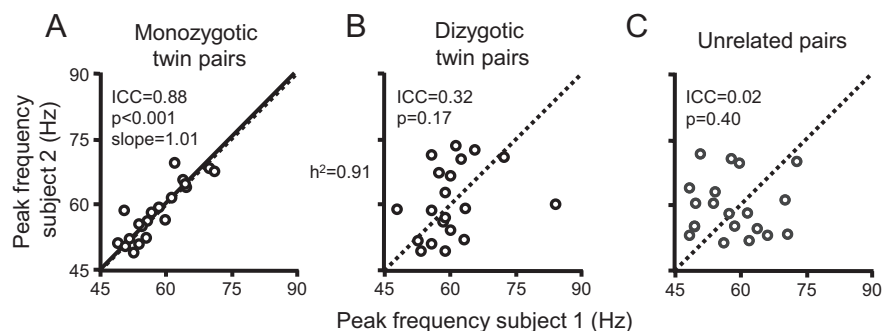 A
Monozygotic
twin pairs
B
Dizygotic
twin pairs
C
Unrelated pairs
Peak frequency
subject 2 (Hz)
90
75
60
45
ICC=0.88
p<0.001
slope=1.01
45
60
75
90
h²=0.91
ICC=0.32
p=0.17
45
60
75
90
ICC=0.02
p=0.40
45
60
75
90
Peak frequency subject 1 (Hz)